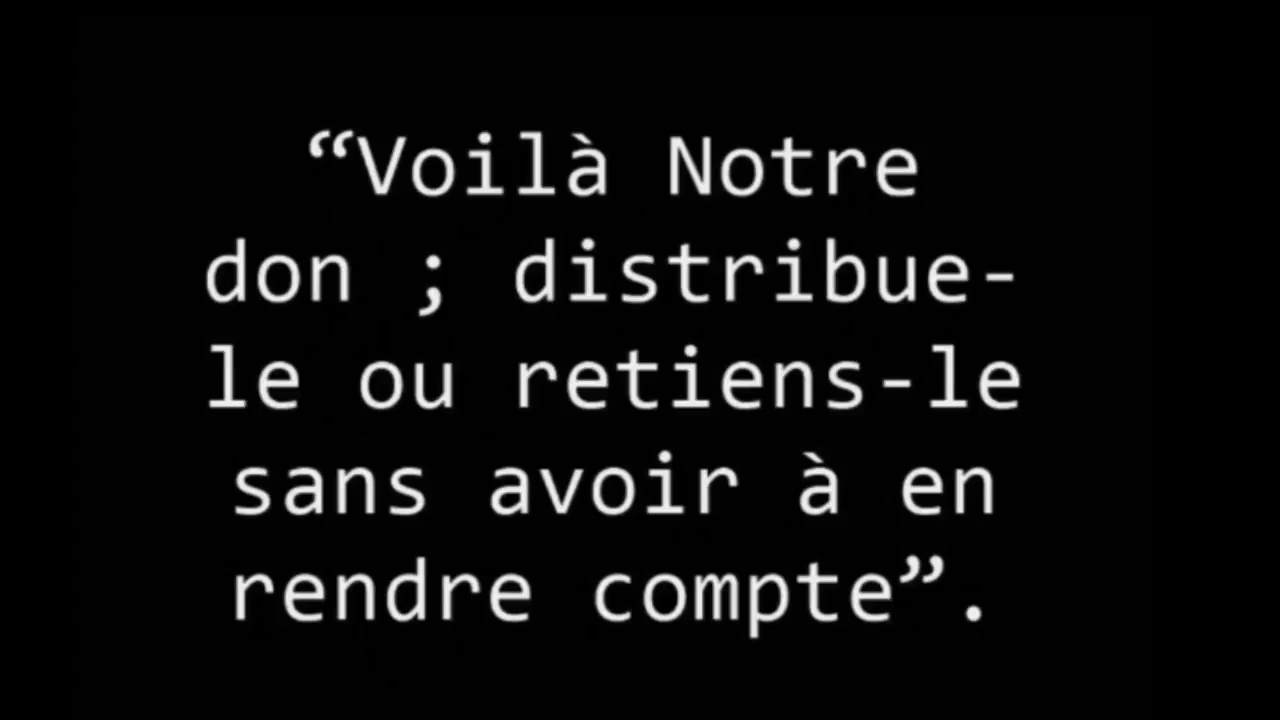 “Voilà Notre
don ; distribue-
le ou retiens-le
sans avoir à en
rendre compte”.